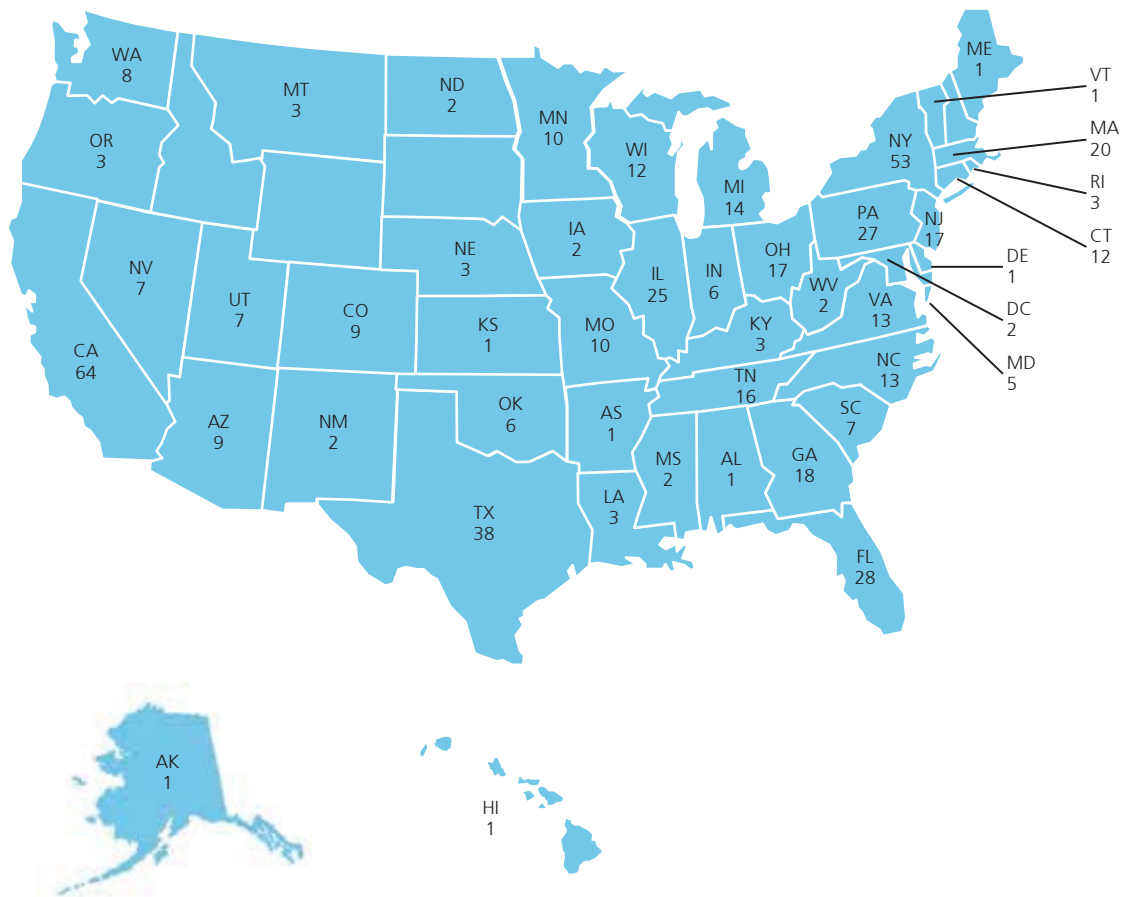 WA
8
MT
3
ND
2
MN
10
ME
1
VT
1
OR
3
WI
12
MI
14
NY
53
MA
20
RI
3
CT
12
NV
7
UT
7
CO
9
NE
3
IA
2
IL
25
IN
6
OH
17
PA
27
NJ
17
DE
1
WV
2
VA
13
DC
2
MD
5
CA
64
KS
1
MO
10
KY
3
NC
13
TN
16
AZ
9
NM
2
OK
6
AS
1
SC
7
MS
2
AL
1
GA
18
TX
38
LA
3
FL
28
AK
1
HI
1